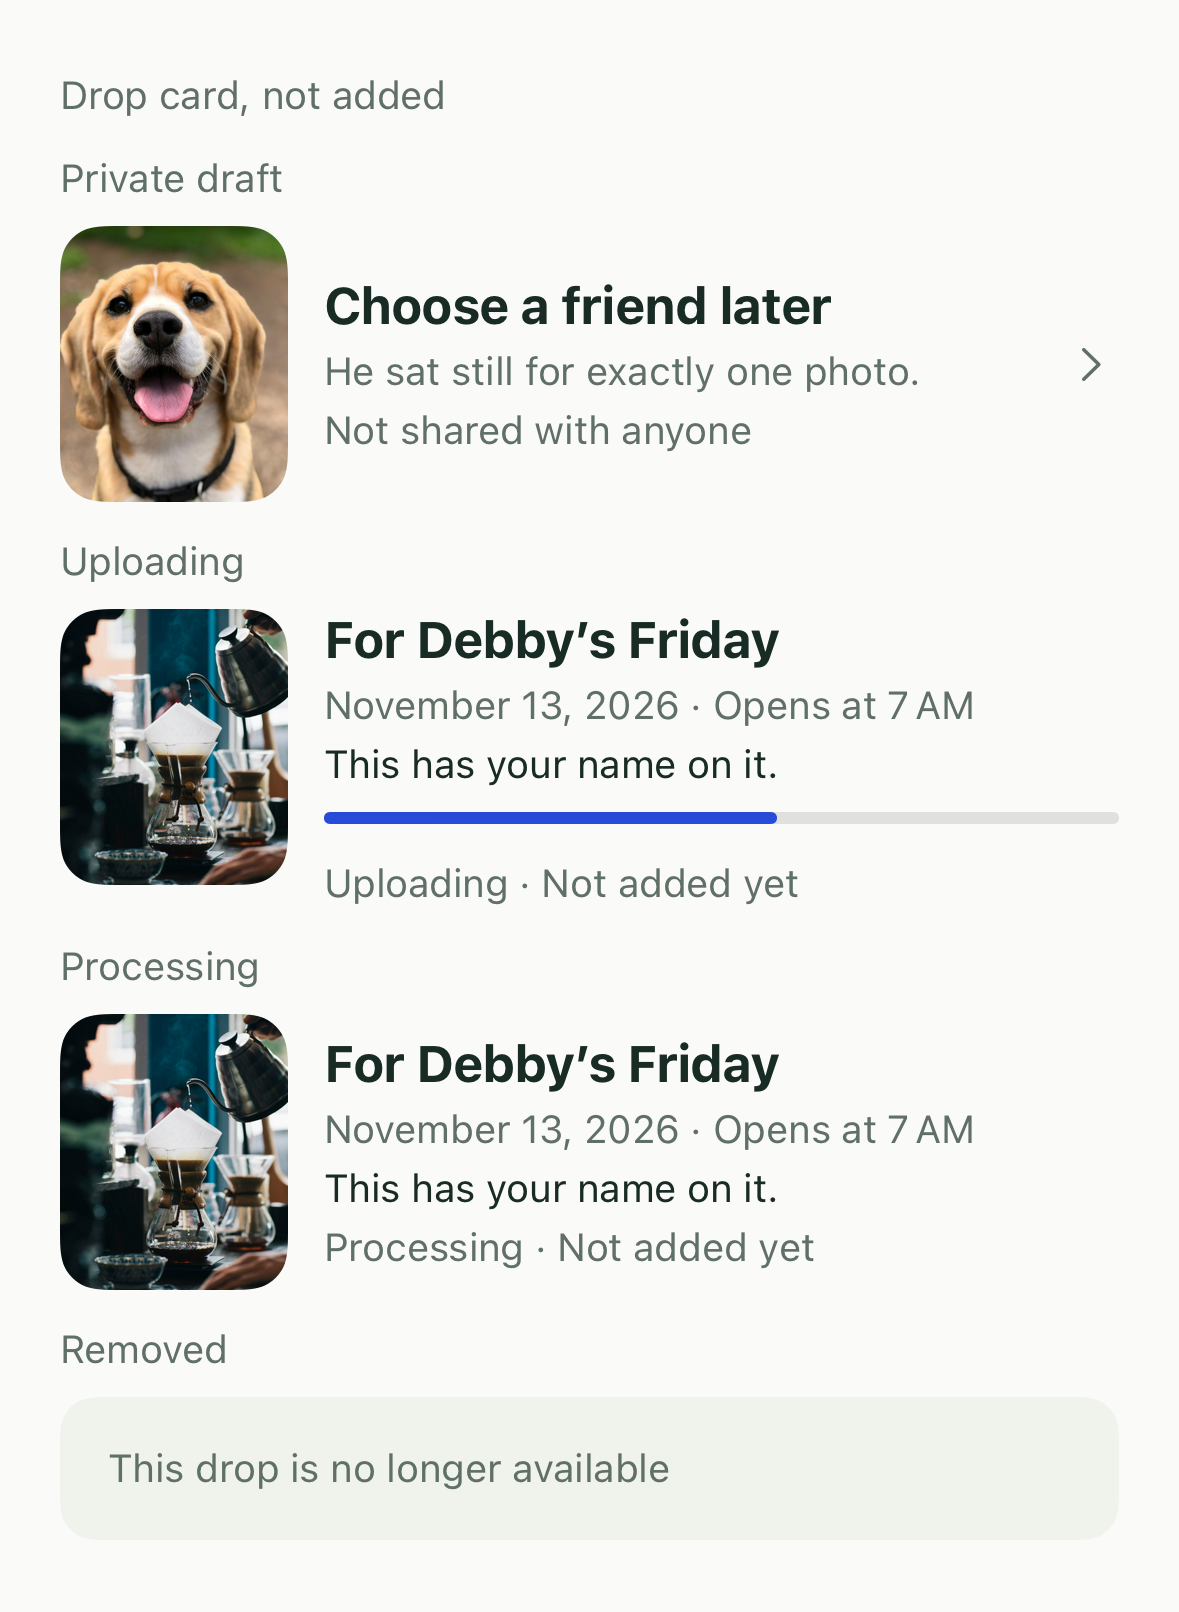 Drop card, not added
Private draft
Choose a friend later
He sat still for exactly one photo.
Not shared with anyone
Uploading
For Debby’s Friday
November 13, 2026 · Opens at 7 AM
This has your name on it.
Uploading · Not added yet
Processing
For Debby’s Friday
November 13, 2026 · Opens at 7 AM
This has your name on it.
Processing · Not added yet
Removed
This drop is no longer available